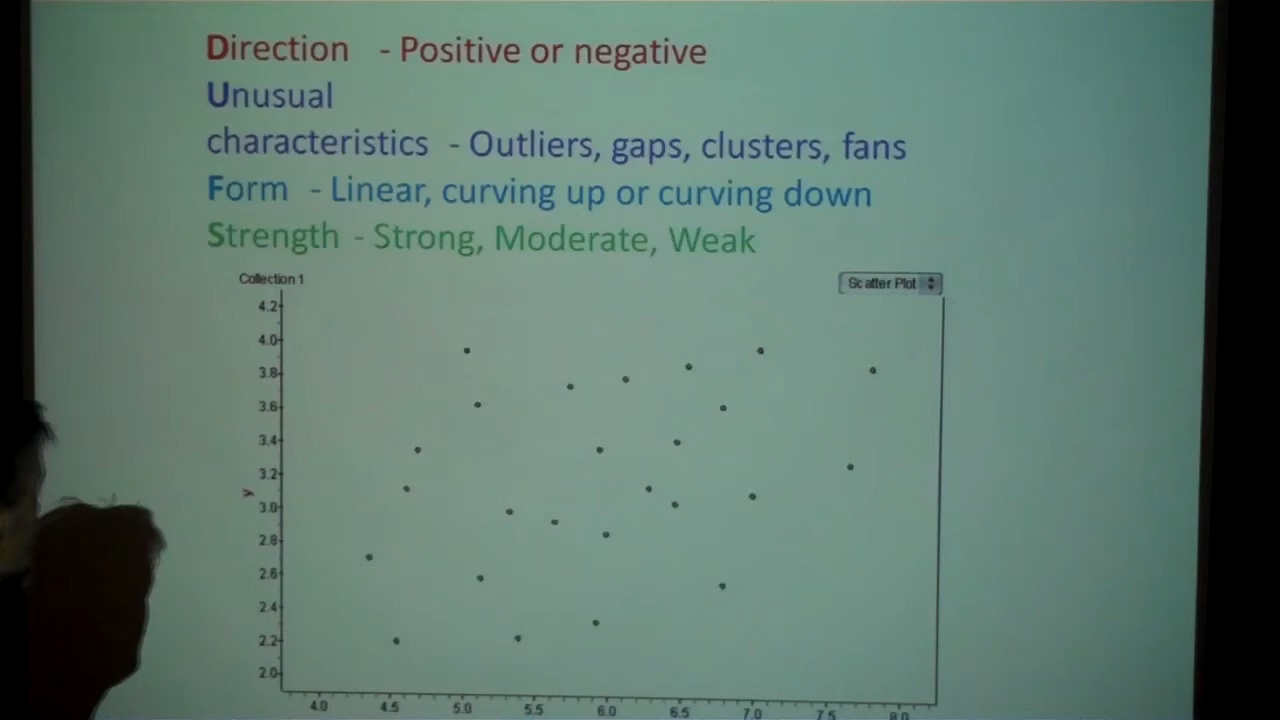 Direction - Positive or negative
Unusual
characteristics - Outliers, gaps, clusters, fans
Form - Linear, curving up or curving down
Strength - Strong, Moderate, Weak
Collection 1
Scatter Plot
4.2
4.0
3.8
3.6
3.4
3.2
y
3.0
2.8
2.6
2.4
2.2
2.0
4.0 4.5 5.0 5.5 6.0 6.5 7.0 7.5 8.0